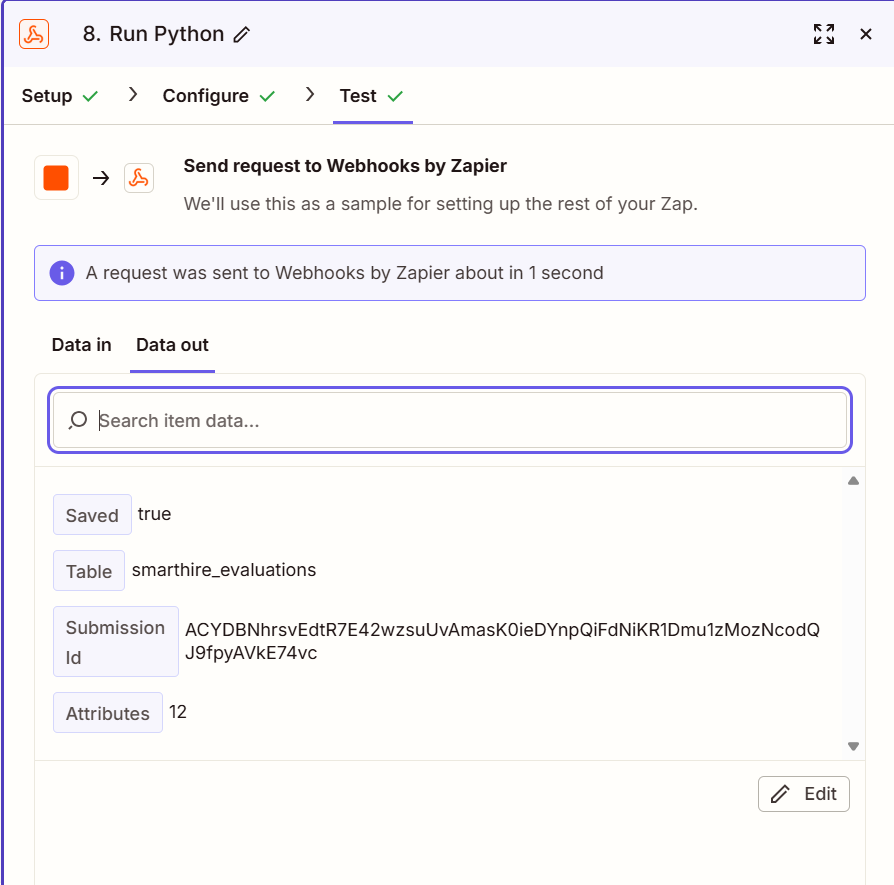 8. Run Python
Setup
Configure
Test
Send request to Webhooks by Zapier
We'll use this as a sample for setting up the rest of your Zap.
A request was sent to Webhooks by Zapier about in 1 second
Data in
Data out
Search item data...
Saved true
Table smarthire_evaluations
Submission Id
ACYDBNhrsvEdtR7E42wzsuUvAmasK0ieDYnpQiFdNiKR1Dmu1zMozNcodQ
J9fpyAVkE74vc
Attributes 12
Edit